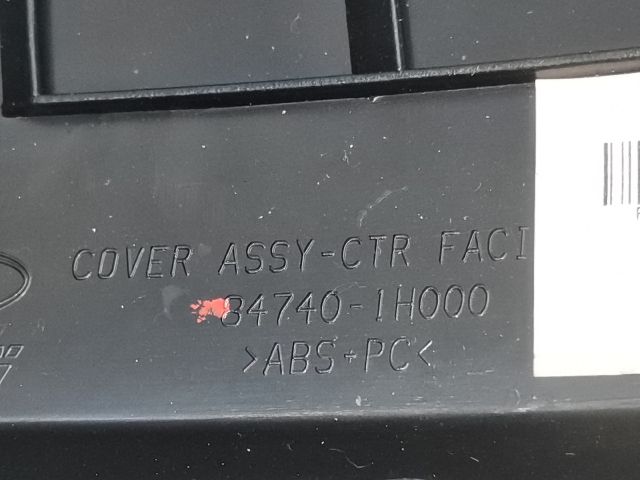 COVER ASSY-CTR FACI
84740-1H000
>ABS+PC<